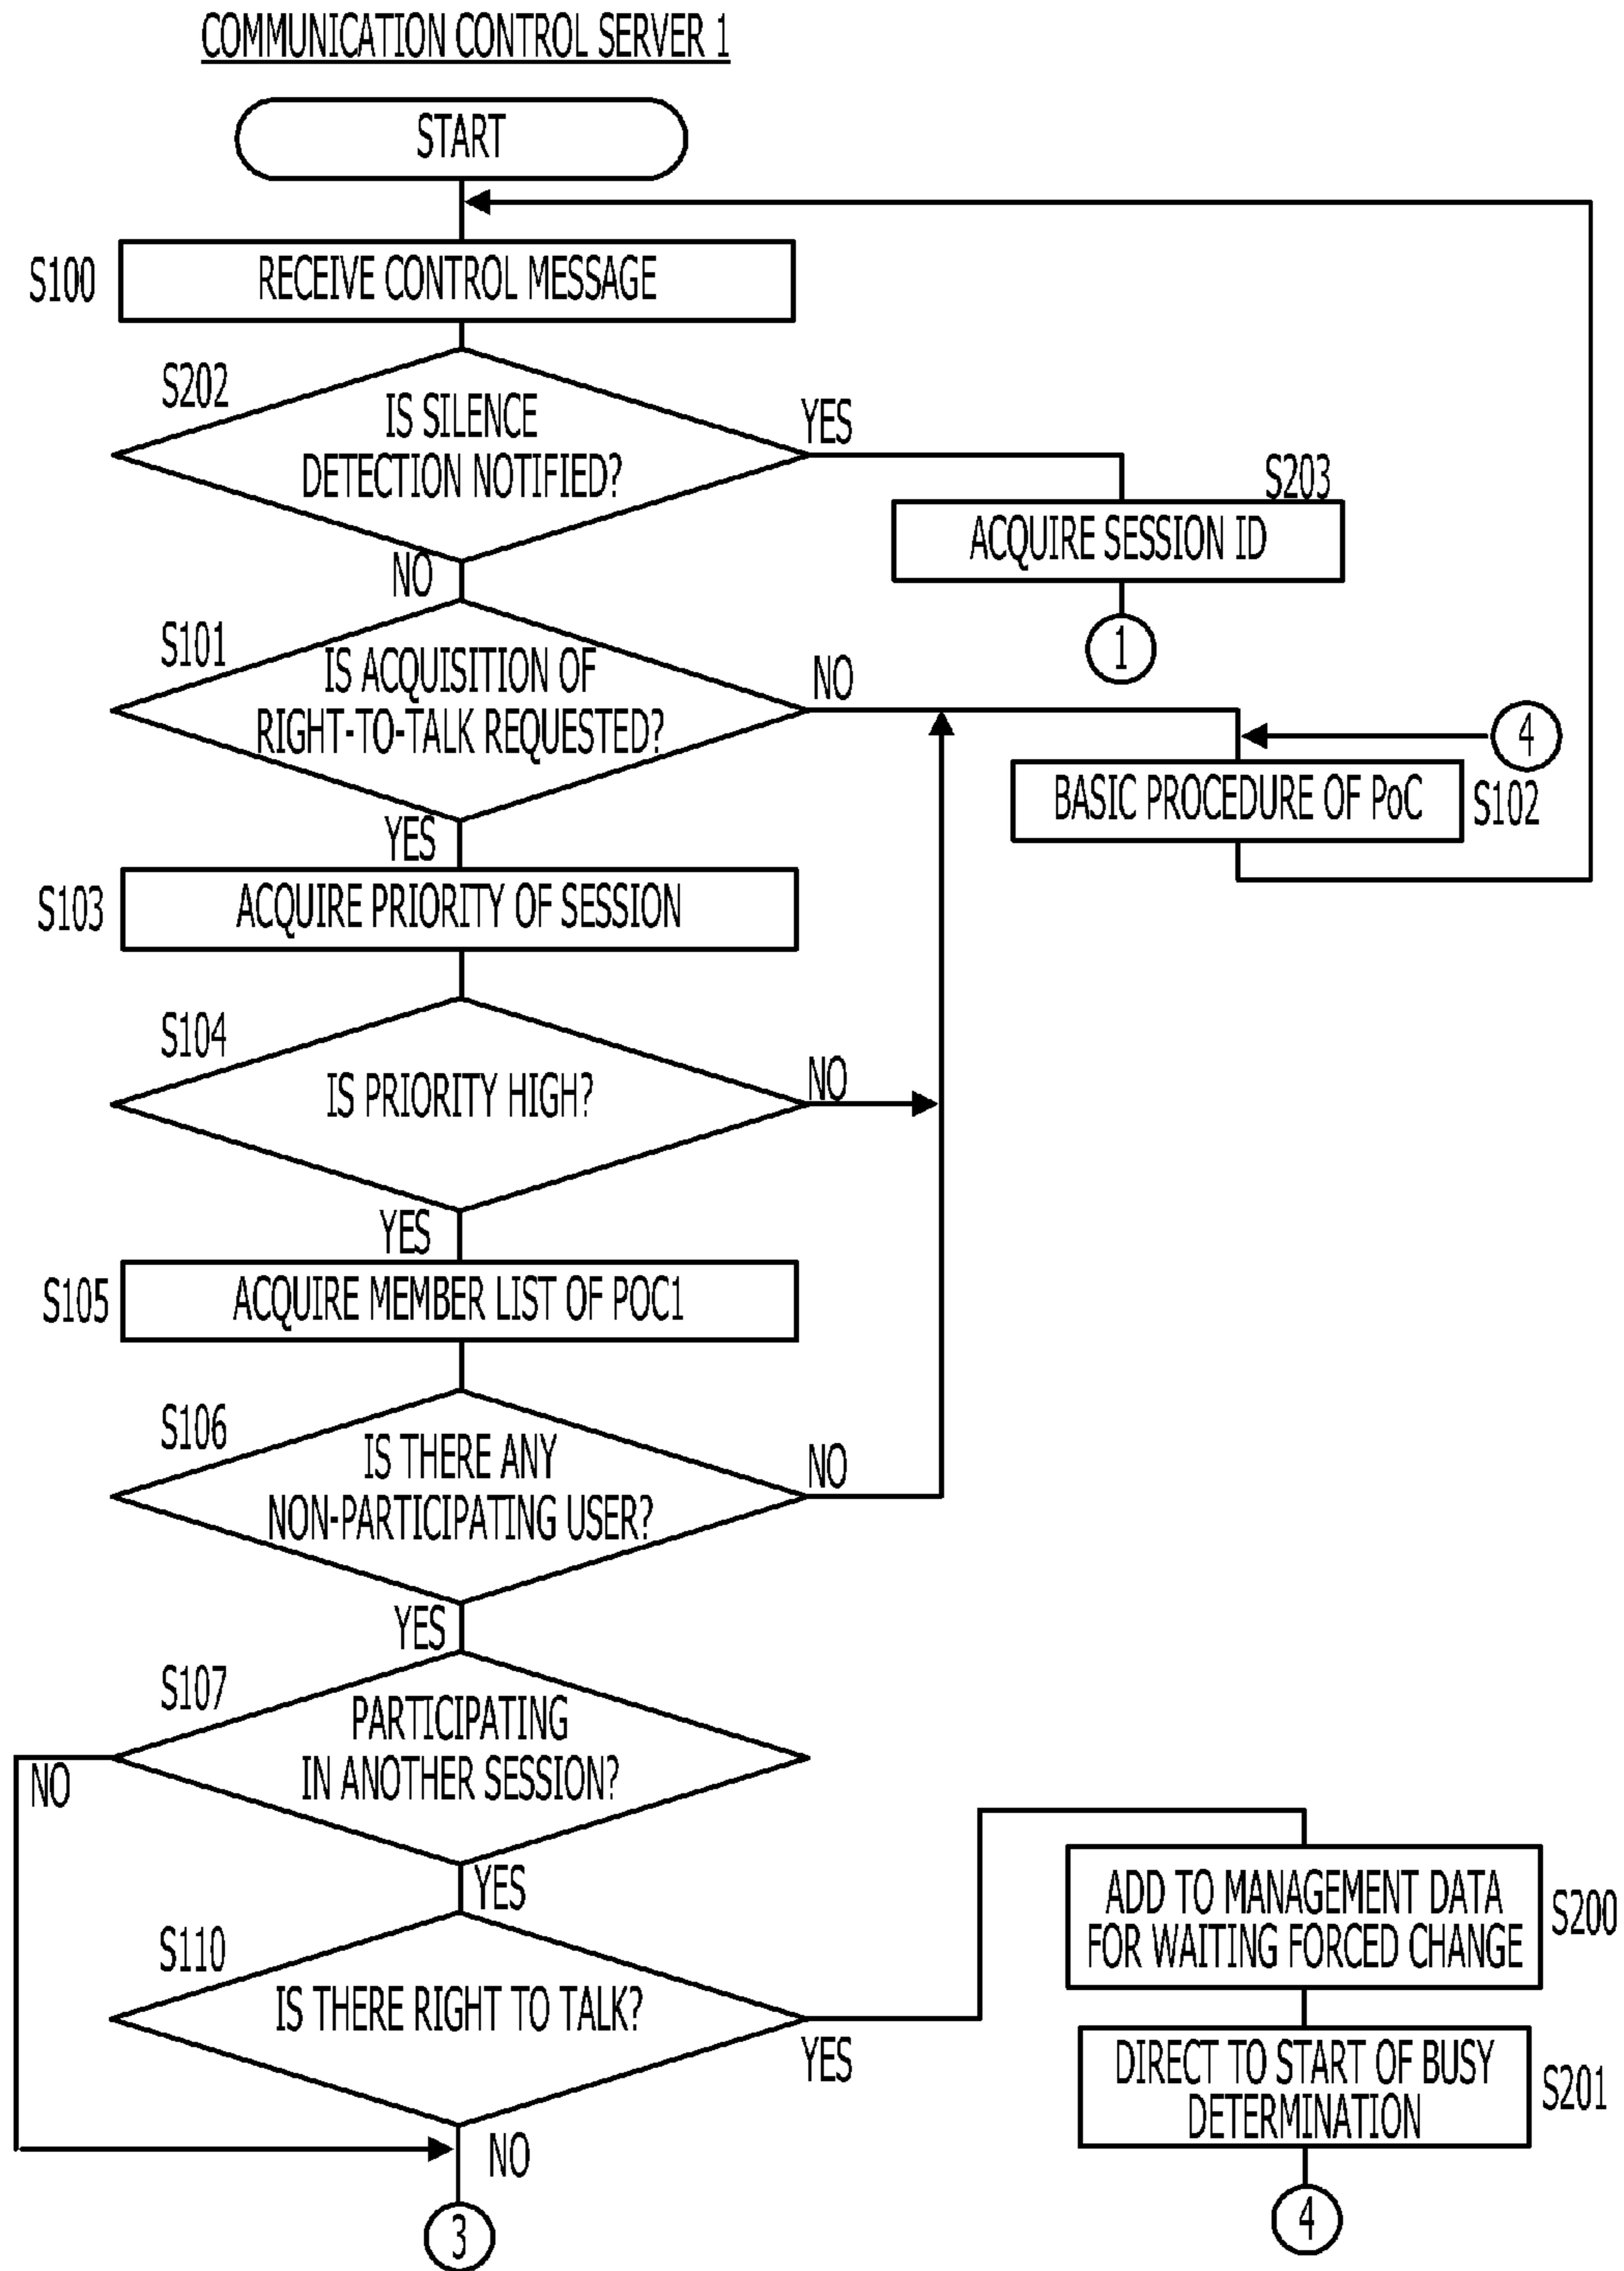 COMMUNICATION CONTROL SERVER 1
START
S100
RECEIVE CONTROL MESSAGE
S202
IS SILENCE
DETECTION NOTIFIED?
YES
S203
ACQUIRE SESSION ID
NO
1
S101
IS ACQUISITION OF
RIGHT-TO-TALK REQUESTED?
NO
4
BASIC PROCEDURE OF PoC
S102
YES
S103
ACQUIRE PRIORITY OF SESSION
S104
IS PRIORITY HIGH?
NO
YES
S105
ACQUIRE MEMBER LIST OF POC1
S106
IS THERE ANY
NON-PARTICIPATING USER?
NO
YES
S107
PARTICIPATING
IN ANOTHER SESSION?
NO
YES
S110
IS THERE RIGHT TO TALK?
YES
ADD TO MANAGEMENT DATA
FOR WAITING FORCED CHANGE
S200
DIRECT TO START OF BUSY
DETERMINATION
S201
NO
3
4